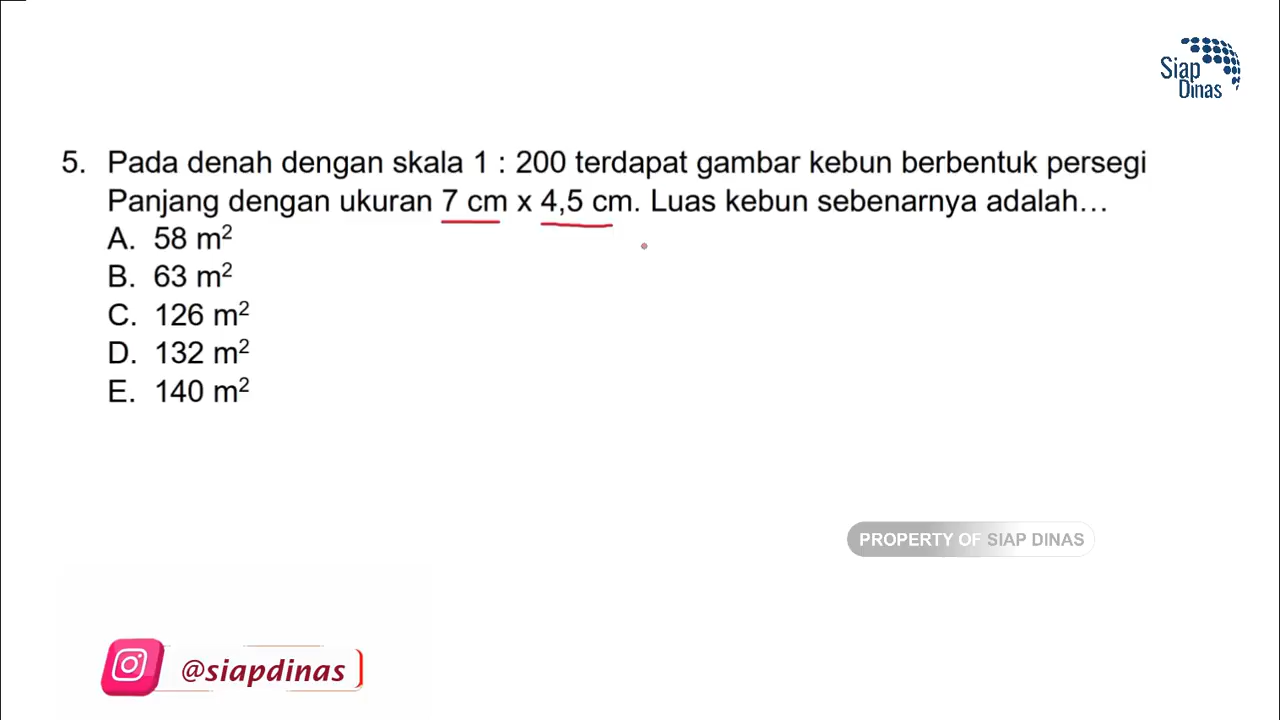 Siap
Dinas
5. Pada denah dengan skala 1 : 200 terdapat gambar kebun berbentuk persegi
Panjang dengan ukuran 7 cm x 4,5 cm. Luas kebun sebenarnya adalah…
A. 58 m²
B. 63 m²
C. 126 m²
D. 132 m²
E. 140 m²
PROPERTY OF SIAP DINAS
@siapdinas